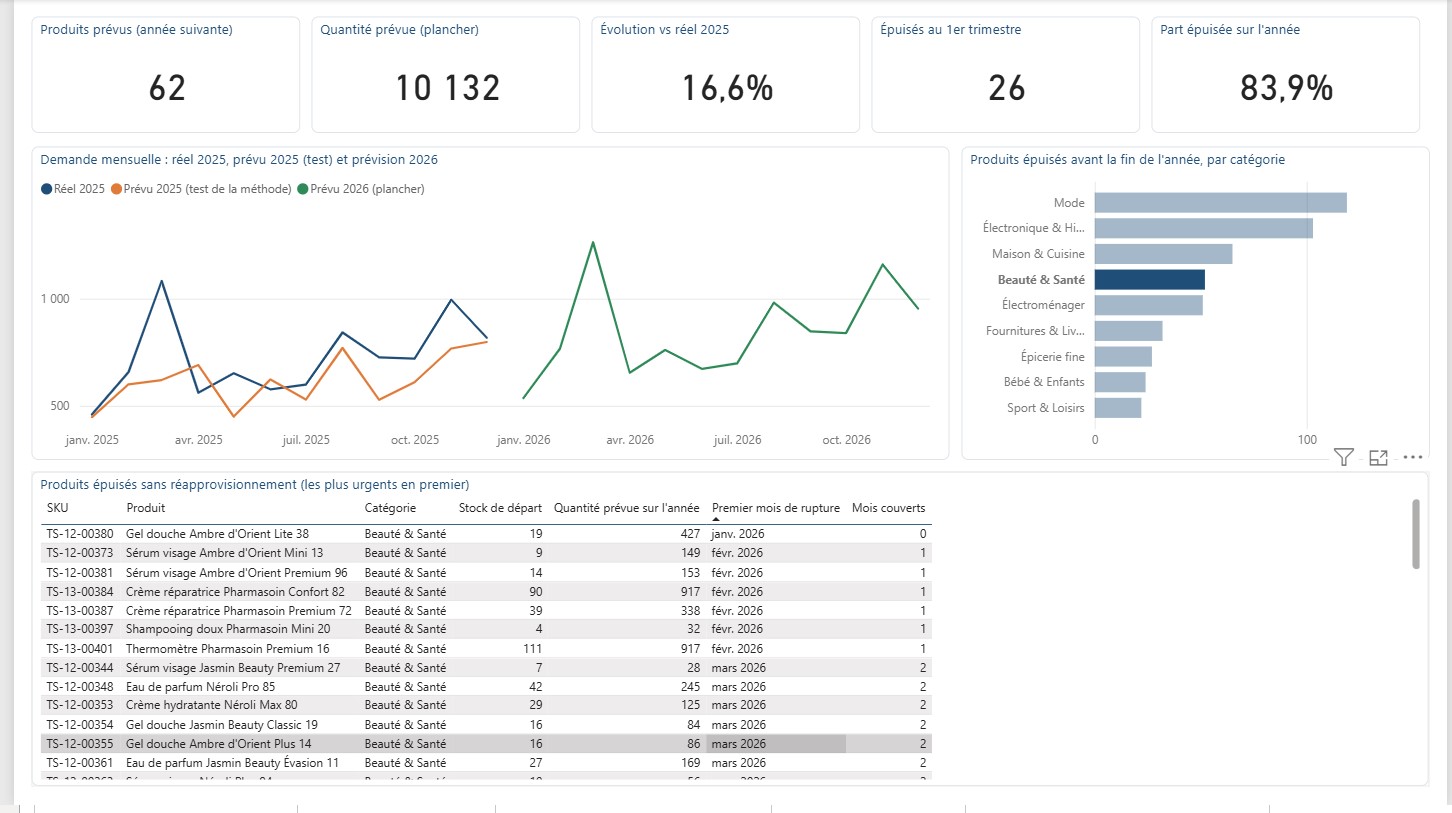 Produits prévus (année suivante)
62
Quantité prévue (plancher)
10 132
Évolution vs réel 2025
16,6%
Épuisés au 1er trimestre
26
Part épuisée sur l'année
83,9%
Demande mensuelle : réel 2025, prévu 2025 (test) et prévision 2026
Réel 2025 Prévu 2025 (test de la méthode) Prévu 2026 (plancher)
1 000
500
janv. 2025 avr. 2025 juil. 2025 oct. 2025 janv. 2026 avr. 2026 juil. 2026 oct. 2026
Produits épuisés avant la fin de l'année, par catégorie
Mode
Électronique & Hi...
Maison & Cuisine
Beauté & Santé
Électroménager
Fournitures & Liv...
Épicerie fine
Bébé & Enfants
Sport & Loisirs
0 100
Produits épuisés sans réapprovisionnement (les plus urgents en premier)
SKU Produit Catégorie Stock de départ Quantité prévue sur l'année Premier mois de rupture Mois couverts
TS-12-00380 Gel douche Ambre d'Orient Lite 38 Beauté & Santé 19 427 janv. 2026 0
TS-12-00373 Sérum visage Ambre d'Orient Mini 13 Beauté & Santé 9 149 févr. 2026 1
TS-12-00381 Sérum visage Ambre d'Orient Premium 96 Beauté & Santé 14 153 févr. 2026 1
TS-13-00384 Crème réparatrice Pharmasoin Confort 82 Beauté & Santé 90 917 févr. 2026 1
TS-13-00387 Crème réparatrice Pharmasoin Premium 72 Beauté & Santé 39 338 févr. 2026 1
TS-13-00397 Shampooing doux Pharmasoin Mini 20 Beauté & Santé 4 32 févr. 2026 1
TS-13-00401 Thermomètre Pharmasoin Premium 16 Beauté & Santé 111 917 févr. 2026 1
TS-12-00344 Sérum visage Jasmin Beauty Premium 27 Beauté & Santé 7 28 mars 2026 2
TS-12-00348 Eau de parfum Néroli Pro 85 Beauté & Santé 42 245 mars 2026 2
TS-12-00353 Crème hydratante Néroli Max 80 Beauté & Santé 29 125 mars 2026 2
TS-12-00354 Gel douche Jasmin Beauty Classic 19 Beauté & Santé 16 84 mars 2026 2
TS-12-00355 Gel douche Ambre d'Orient Plus 14 Beauté & Santé 16 86 mars 2026 2
TS-12-00361 Eau de parfum Jasmin Beauty Évasion 11 Beauté & Santé 27 169 mars 2026 2